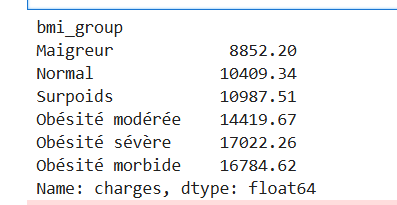 bmi_group
Maigreur 8852.20
Normal 10409.34
Surpoids 10987.51
Obésité modérée 14419.67
Obésité sévère 17022.26
Obésité morbide 16784.62
Name: charges, dtype: float64